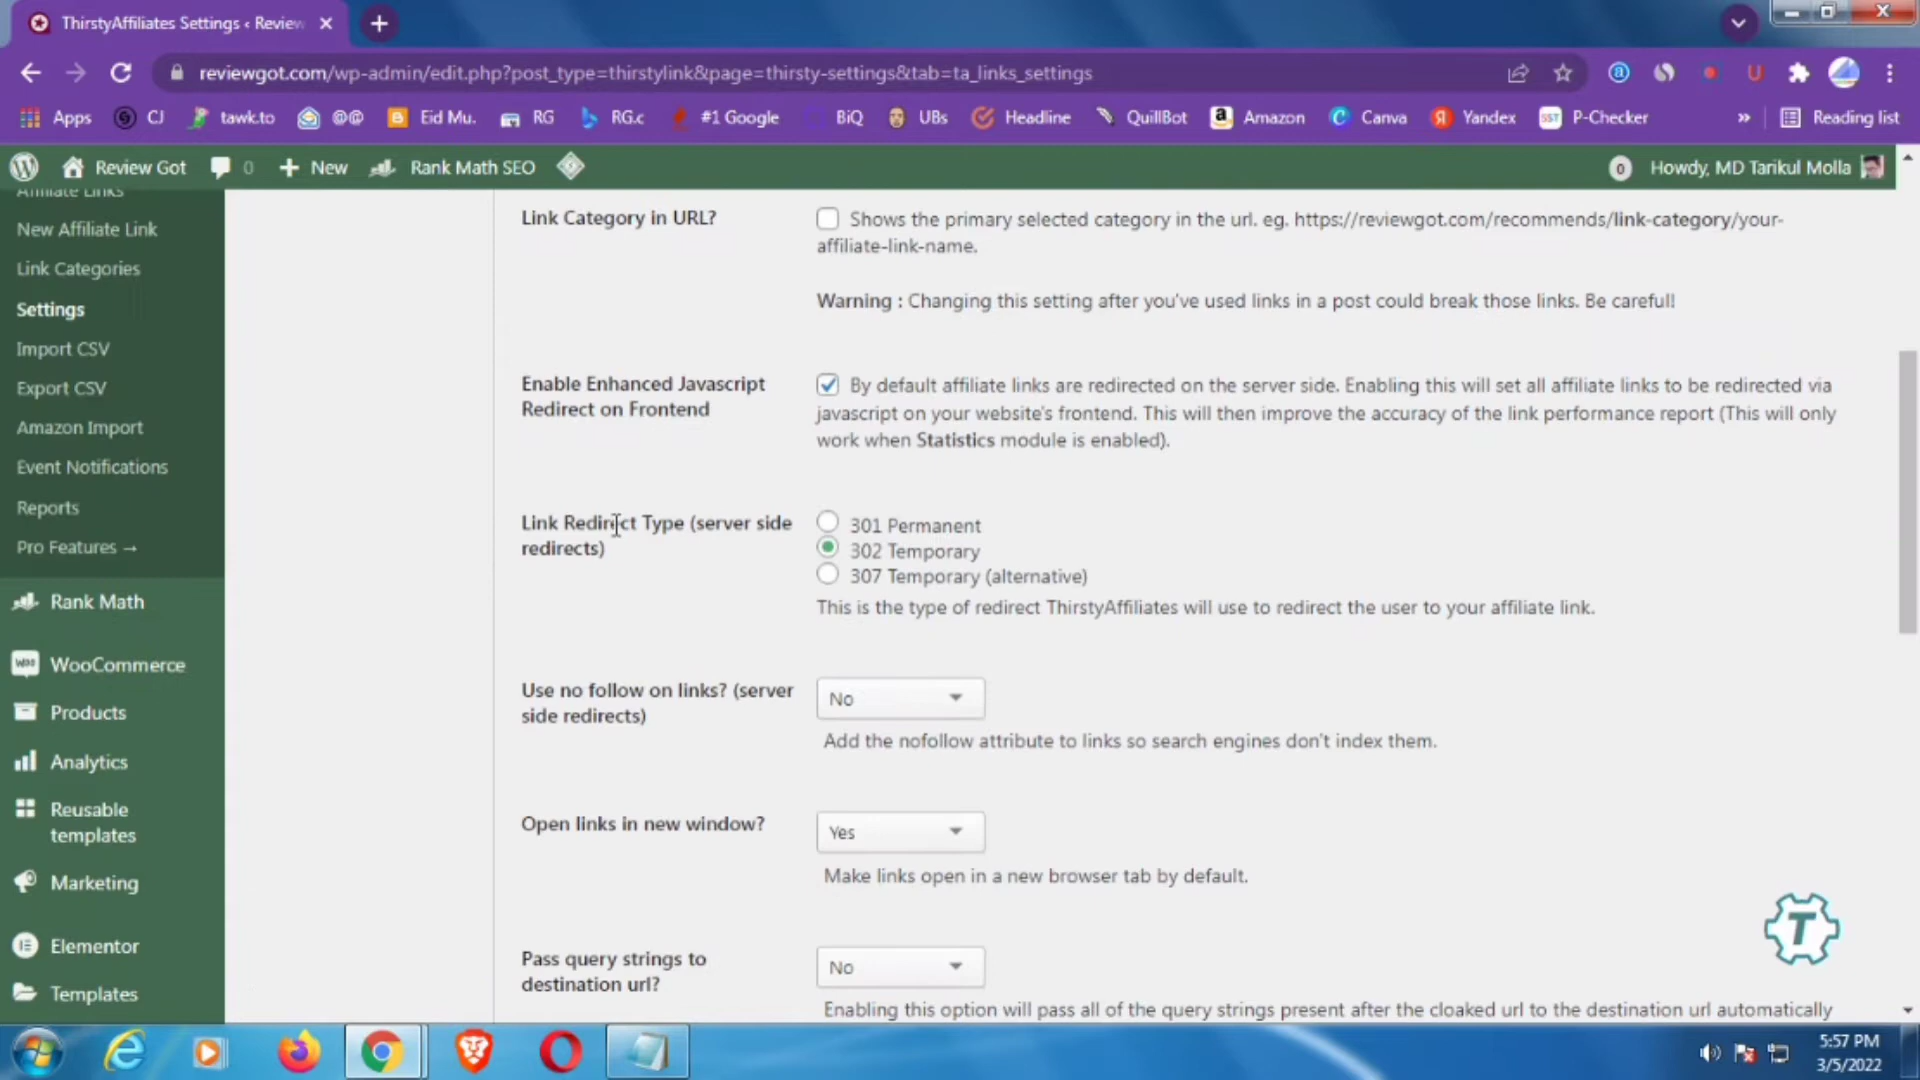 ThirstyAffiliates Settings ‹ Review
reviewgot.com/wp-admin/edit.php?post_type=thirstylink&page=thirsty-settings&tab=ta_links_settings
Apps CJ tawk.to @@ Eid Mu. RG RG.c #1 Google BiQ UBs Headline QuillBot Amazon Canva Yandex P-Checker » Reading list
Review Got 0 New Rank Math SEO 0 Howdy, MD Tarikul Molla
Affiliate Links
New Affiliate Link
Link Categories
Settings
Import CSV
Export CSV
Amazon Import
Event Notifications
Reports
Pro Features →
Rank Math
WooCommerce
Products
Analytics
Reusable
templates
Marketing
Elementor
Templates
Link Category in URL?
Shows the primary selected category in the url. eg. https://reviewgot.com/recommends/link-category/your-
affiliate-link-name.
Warning : Changing this setting after you've used links in a post could break those links. Be careful!
Enable Enhanced Javascript
Redirect on Frontend
By default affiliate links are redirected on the server side. Enabling this will set all affiliate links to be redirected via
javascript on your website's frontend. This will then improve the accuracy of the link performance report (This will only
work when Statistics module is enabled).
Link Redirect Type (server side
redirects)
301 Permanent
302 Temporary
307 Temporary (alternative)
This is the type of redirect ThirstyAffiliates will use to redirect the user to your affiliate link.
Use no follow on links? (server
side redirects)
No
Add the nofollow attribute to links so search engines don't index them.
Open links in new window?
Yes
Make links open in a new browser tab by default.
Pass query strings to
destination url?
No
Enabling this option will pass all of the query strings present after the cloaked url to the destination url automatically
T
5:57 PM
3/5/2022